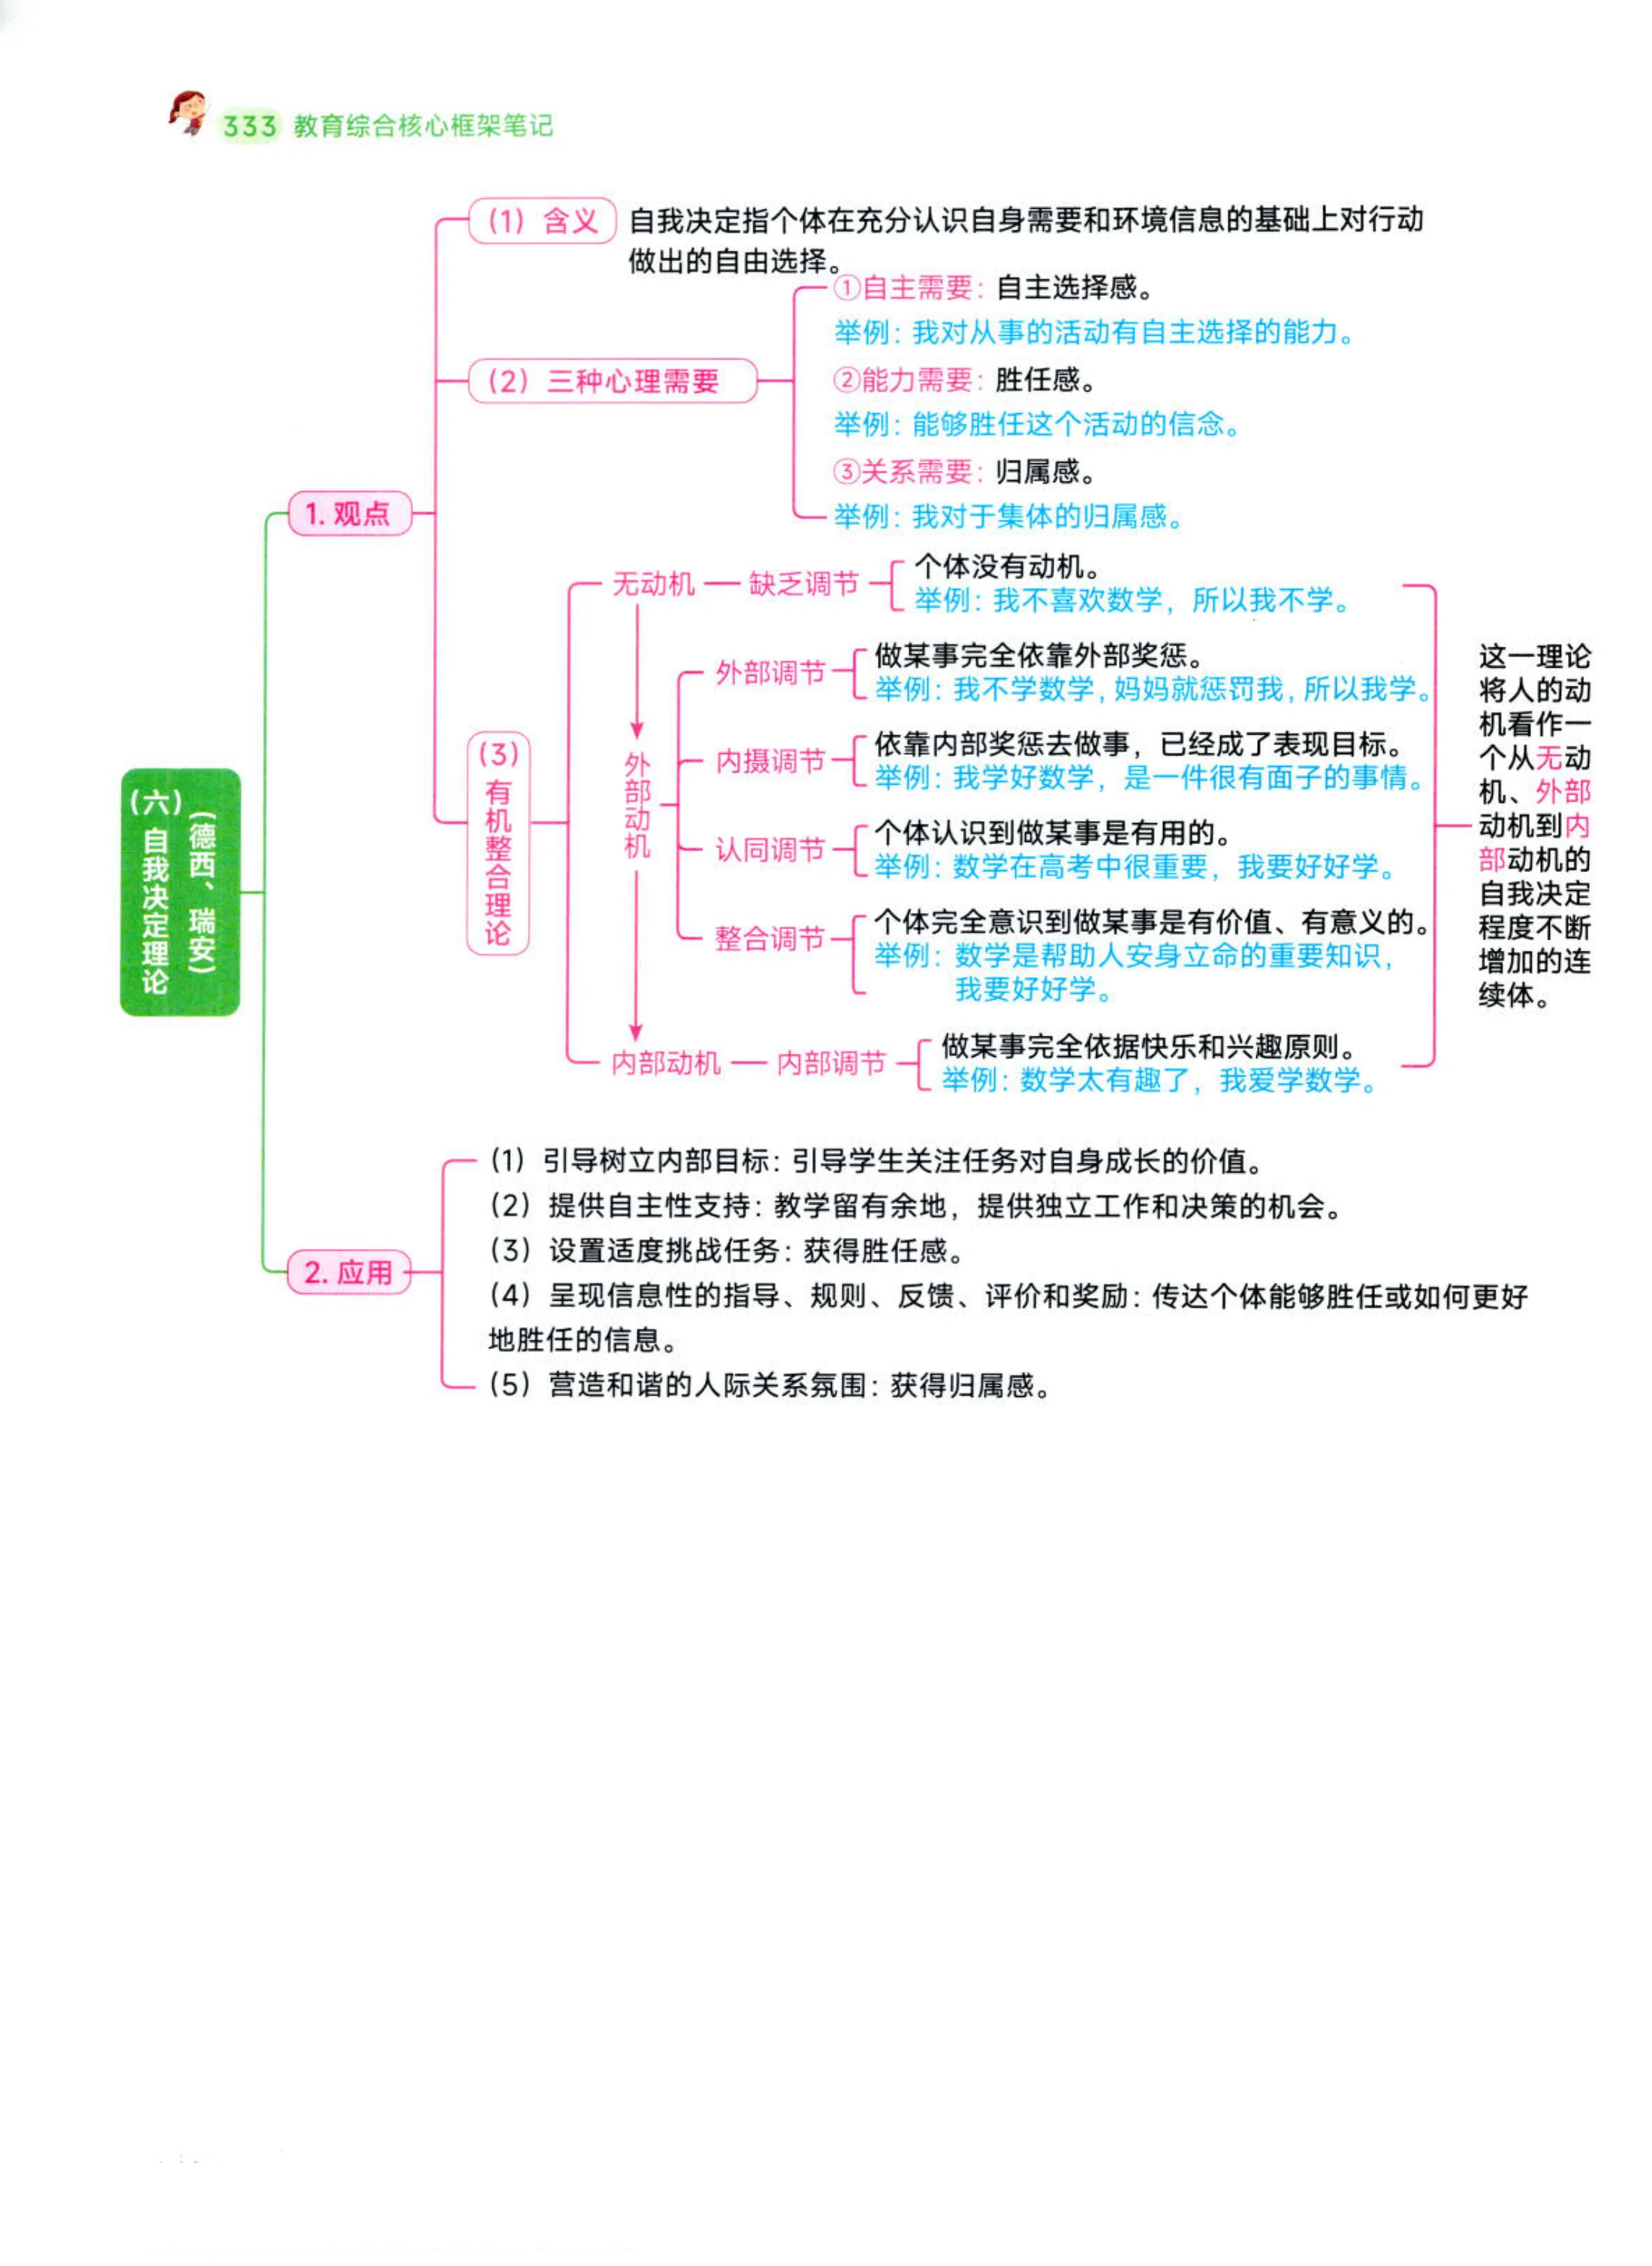 333 教育综合核心框架笔记
(六) 自我决定理论
(德西、瑞安)
1. 观点
(1) 含义
自我决定指个体在充分认识自身需要和环境信息的基础上对行动
做出的自由选择。
(2) 三种心理需要
①自主需要：自主选择感。
举例：我对从事的活动有自主选择的能力。
②能力需要：胜任感。
举例：能够胜任这个活动的信念。
③关系需要：归属感。
举例：我对于集体的归属感。
(3) 有机整合理论
无动机 缺乏调节
个体没有动机。
举例：我不喜欢数学，所以我不学。
外部动机
外部调节
做某事完全依靠外部奖惩。
举例：我不学数学，妈妈就惩罚我，所以我学。
内摄调节
依靠内部奖惩去做事，已经成了表现目标。
举例：我学好数学，是一件很有面子的事情。
认同调节
个体认识到做某事是有用的。
举例：数学在高考中很重要，我要好好学。
整合调节
个体完全意识到做某事是有价值、有意义的。
举例：数学是帮助人安身立命的重要知识，
我要好好学。
内部动机 内部调节
做某事完全依据快乐和兴趣原则。
举例：数学太有趣了，我爱学数学。
这一理论
将人的动
机看作一
个从无动
机、外部
动机到内
部动机的
自我决定
程度不断
增加的连
续体。
2. 应用
(1) 引导树立内部目标：引导学生关注任务对自身成长的价值。
(2) 提供自主性支持：教学留有余地，提供独立工作和决策的机会。
(3) 设置适度挑战任务：获得胜任感。
(4) 呈现信息性的指导、规则、反馈、评价和奖励：传达个体能够胜任或如何更好
地胜任的信息。
(5) 营造和谐的人际关系氛围：获得归属感。